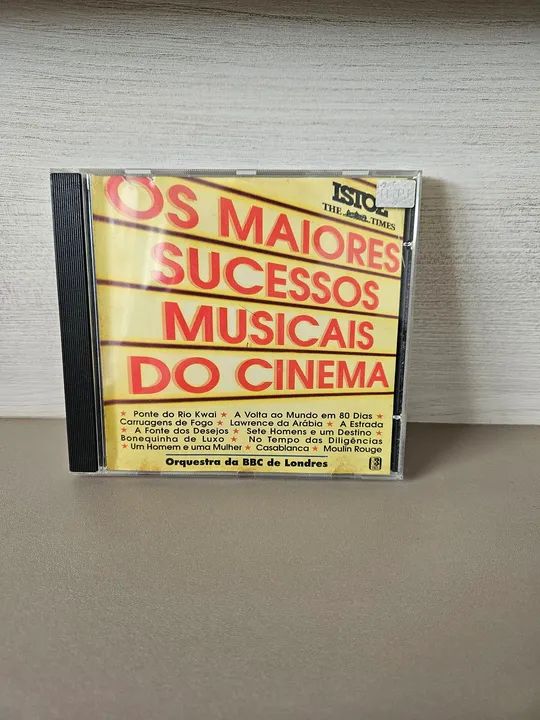 ISTOÉ
THE TIMES
OS MAIORES
SUCESSOS
MUSICAIS
DO CINEMA
★ Ponte do Rio Kwai ★ A Volta ao Mundo em 80 Dias ★
Carruagens de Fogo ★ Lawrence da Arábia ★ A Estrada
★ A Fonte dos Desejos ★ Sete Homens e um Destino ★
Bonequinha de Luxo ★ No Tempo das Diligências
★ Um Homem e uma Mulher ★ Casablanca ★ Moulin Rouge
Orquestra da BBC de Londres